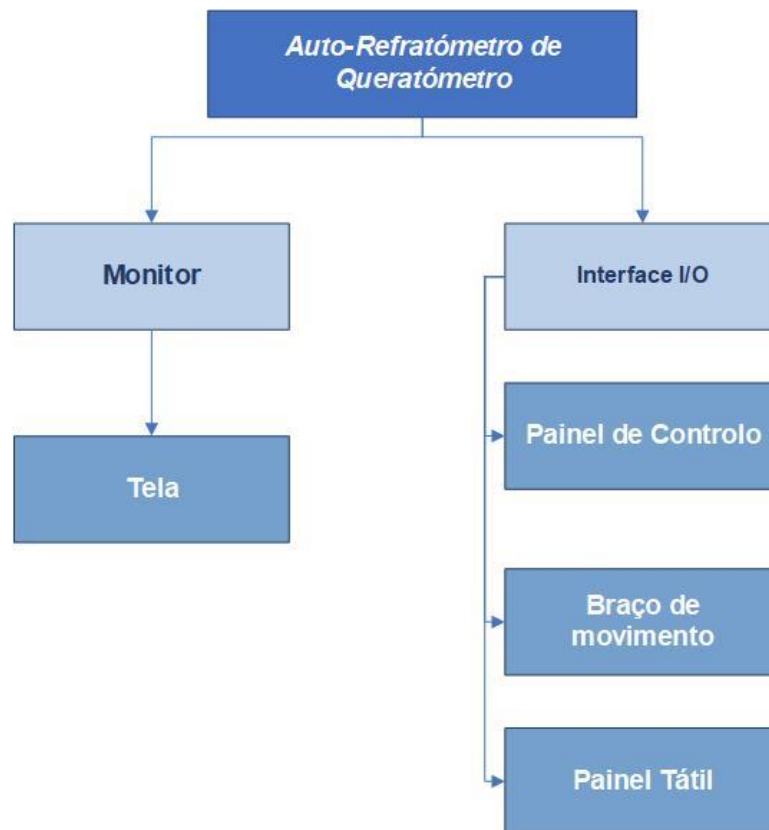 Auto-Refratómetro de
Queratómetro
Monitor
Interface I/O
Tela
Painel de Controlo
Braço de
movimento
Painel Tátil